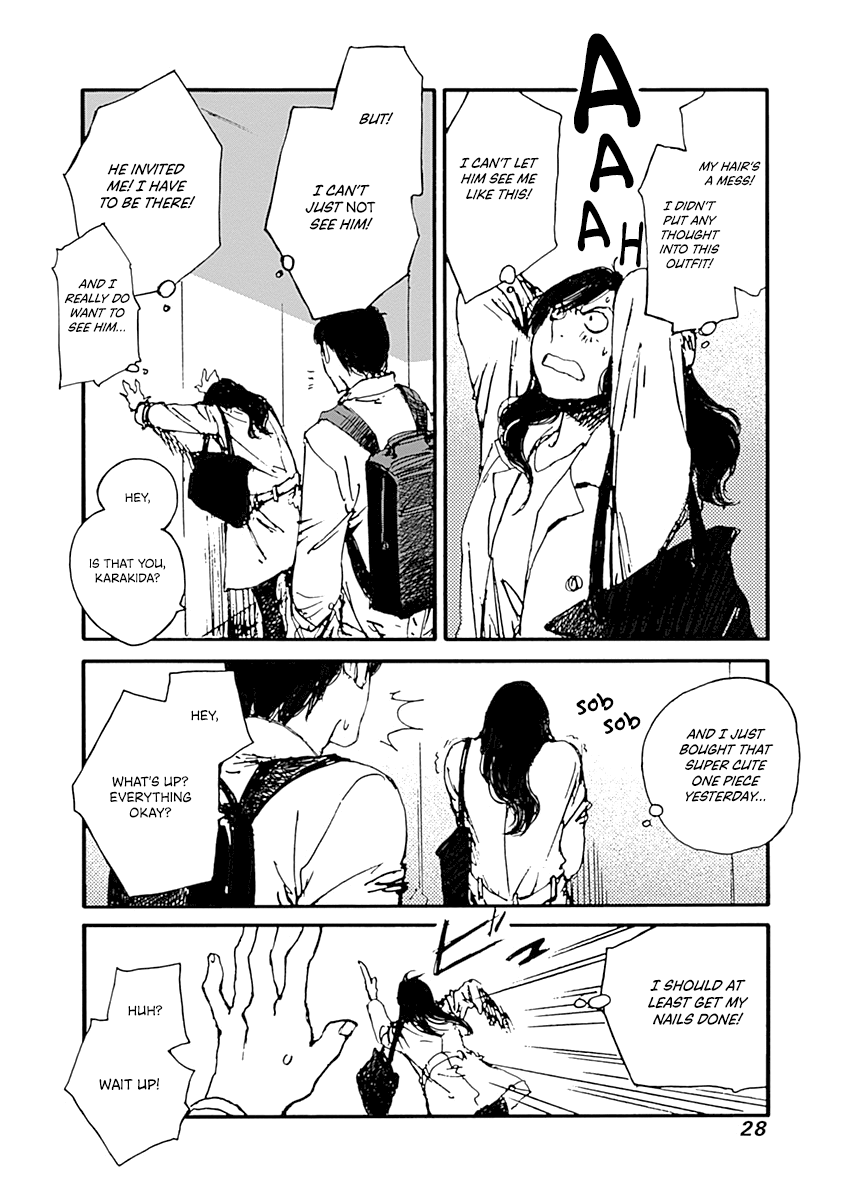 AAAH
MY HAIR'S
A MESS!
I DIDN'T
PUT ANY
THOUGHT
INTO THIS
OUTFIT!
I CAN'T LET
HIM SEE ME
LIKE THIS!
BUT!
I CAN'T
JUST NOT
SEE HIM!
HE INVITED
ME! I HAVE
TO BE THERE!
AND I
REALLY DO
WANT TO
SEE HIM...
HEY,
IS THAT YOU,
KARAKIDA?
AND I JUST
BOUGHT THAT
SUPER CUTE
ONE PIECE
YESTERDAY...
SOB
SOB
HEY,
WHAT'S UP?
EVERYTHING
OKAY?
I SHOULD AT
LEAST GET MY
NAILS DONE!
ビュ
HUH?
WAIT UP!
28